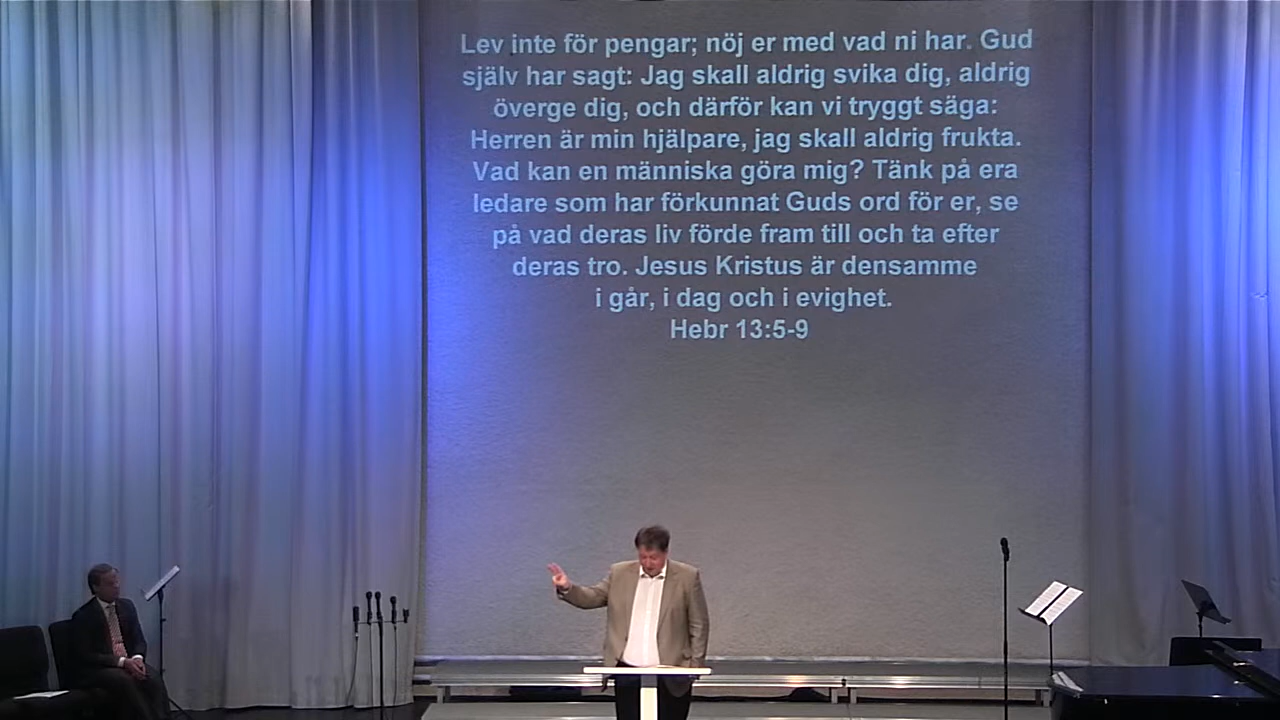 Lev inte för pengar; nöj er med vad ni har. Gud
själv har sagt: Jag skall aldrig svika dig, aldrig
överge dig, och därför kan vi tryggt säga:
Herren är min hjälpare, jag skall aldrig frukta.
Vad kan en människa göra mig? Tänk på era
ledare som har förkunnat Guds ord för er, se
på vad deras liv förde fram till och ta efter
deras tro. Jesus Kristus är densamme
i går, i dag och i evighet.
Hebr 13:5-9